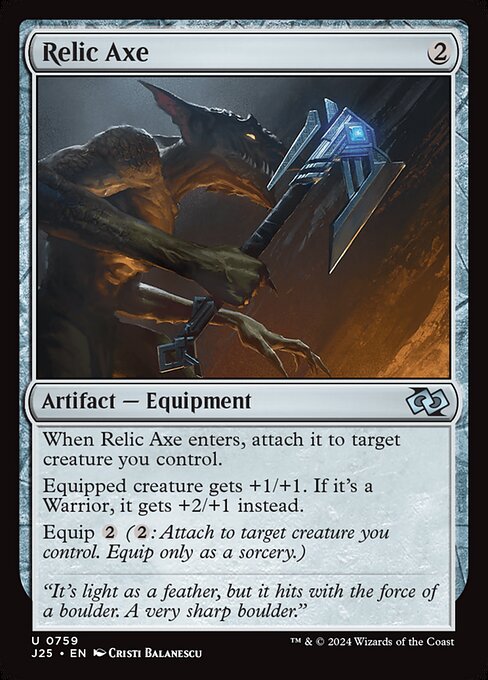 Relic Axe 2
Artifact — Equipment
When Relic Axe enters, attach it to target
creature you control.
Equipped creature gets +1/+1. If it's a
Warrior, it gets +2/+1 instead.
Equip 2 (2: Attach to target creature you
control. Equip only as a sorcery.)
"It's light as a feather, but it hits with the force of
a boulder. A very sharp boulder."
U 0759
J25 • EN Cristi Balanescu
™ & © 2024 Wizards of the Coast